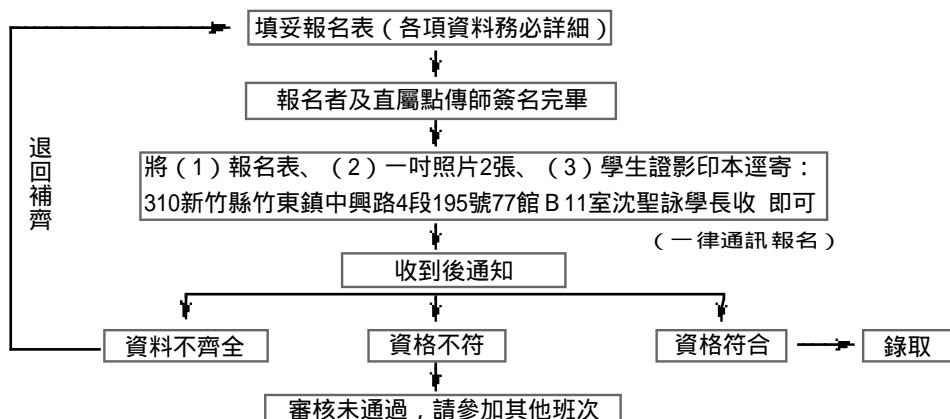 填妥報名表（各項資料務必詳細）
報名者及直屬點傳師簽名完畢
退回補齊
將（1）報名表、（2）一吋照片2張、（3）學生證影印本逕寄：
310新竹縣竹東鎮中興路4段195號77館Ｂ11室沈聖詠學長收 即可
（一律通訊報名）
收到後通知
資料不齊全
資格不符
資格符合
錄取
審核未通過，請參加其他班次